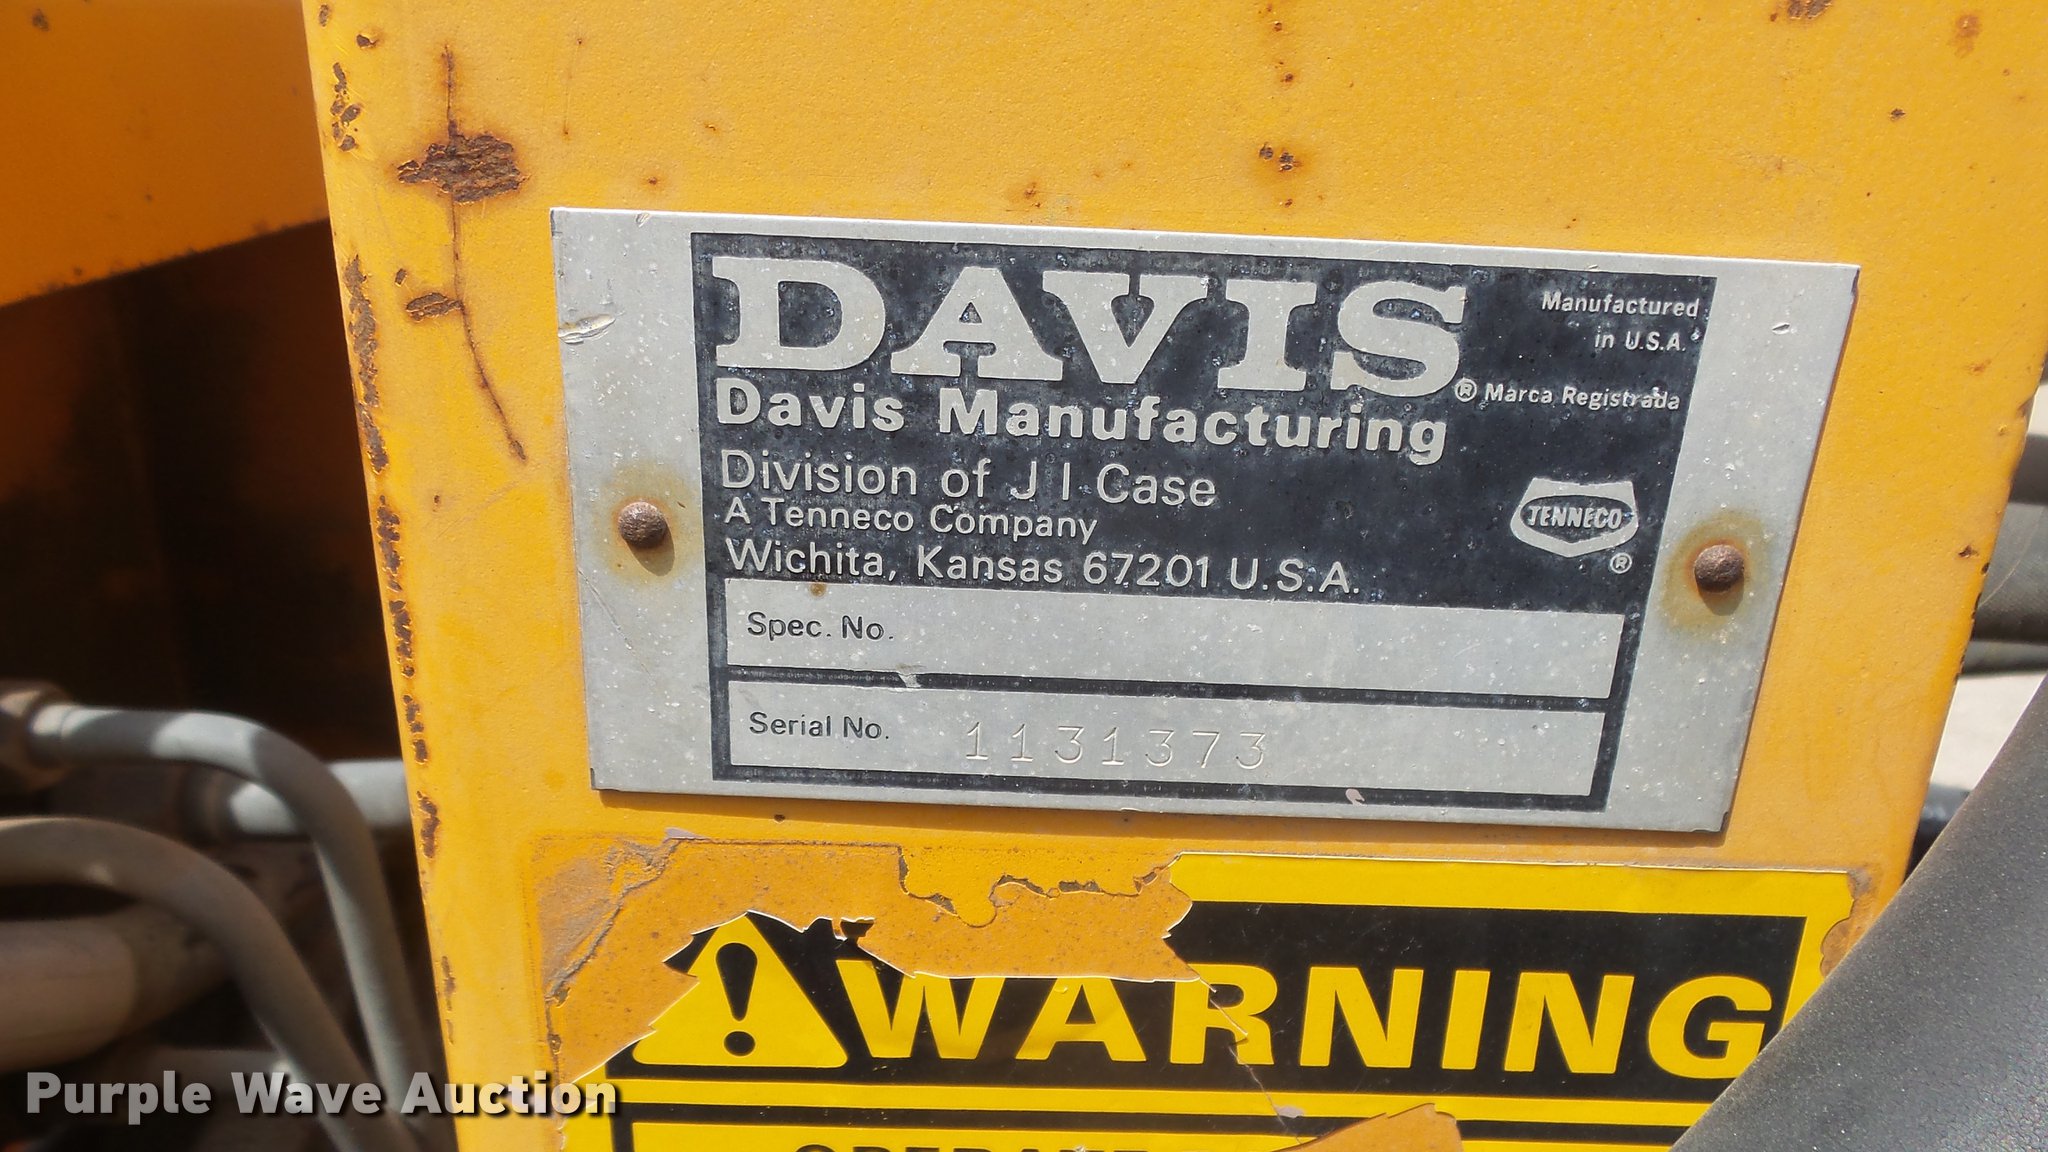 DAVIS
Manufactured
in U.S.A.
® Marca Registrada
Davis Manufacturing
Division of J I Case
A Tenneco Company
Wichita, Kansas 67201 U.S.A.
TENNECO
®
Spec. No.
Serial No. 1131373
WARNING
Purple Wave Auction